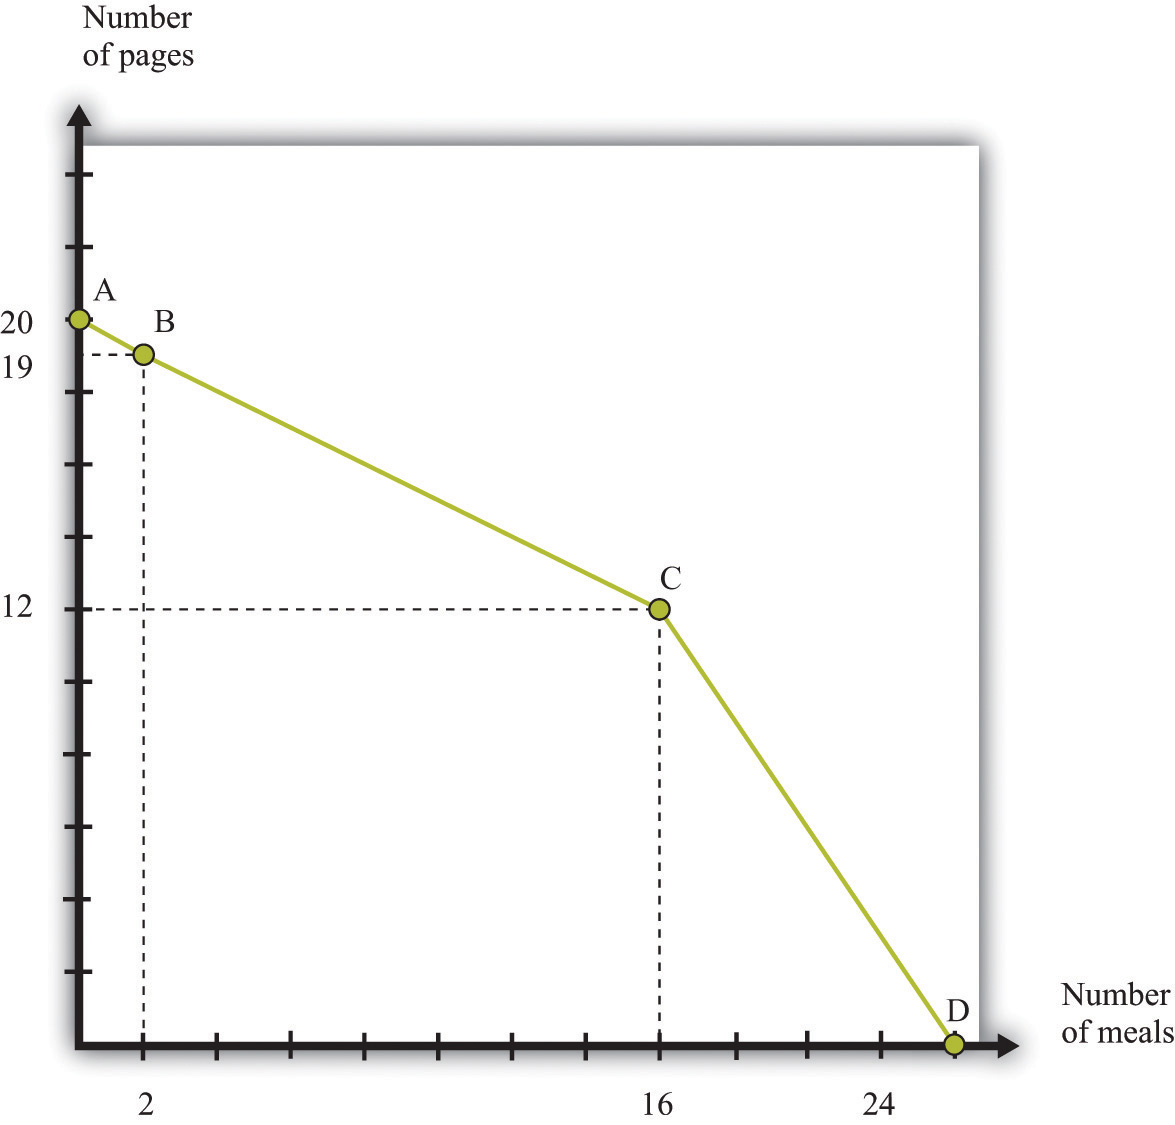 Number
of pages
A
B
20
19
C
12
D
Number
of meals
2
16
24